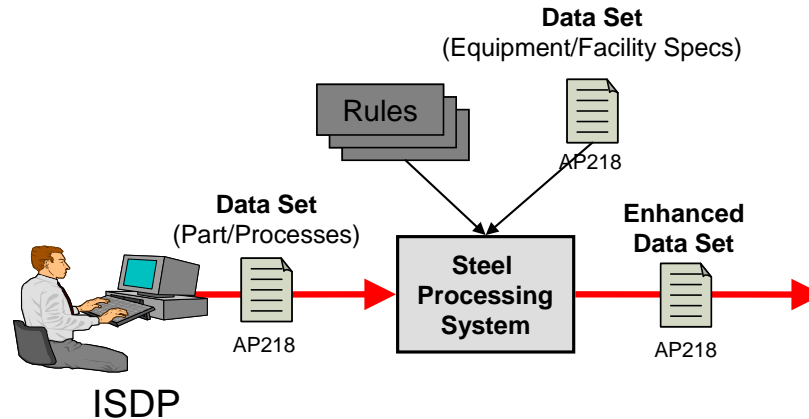 Data Set
(Equipment/Facility Specs)
Rules
AP218
Data Set
(Part/Processes)
Enhanced
Data Set
Steel
Processing
System
AP218
AP218
ISDP